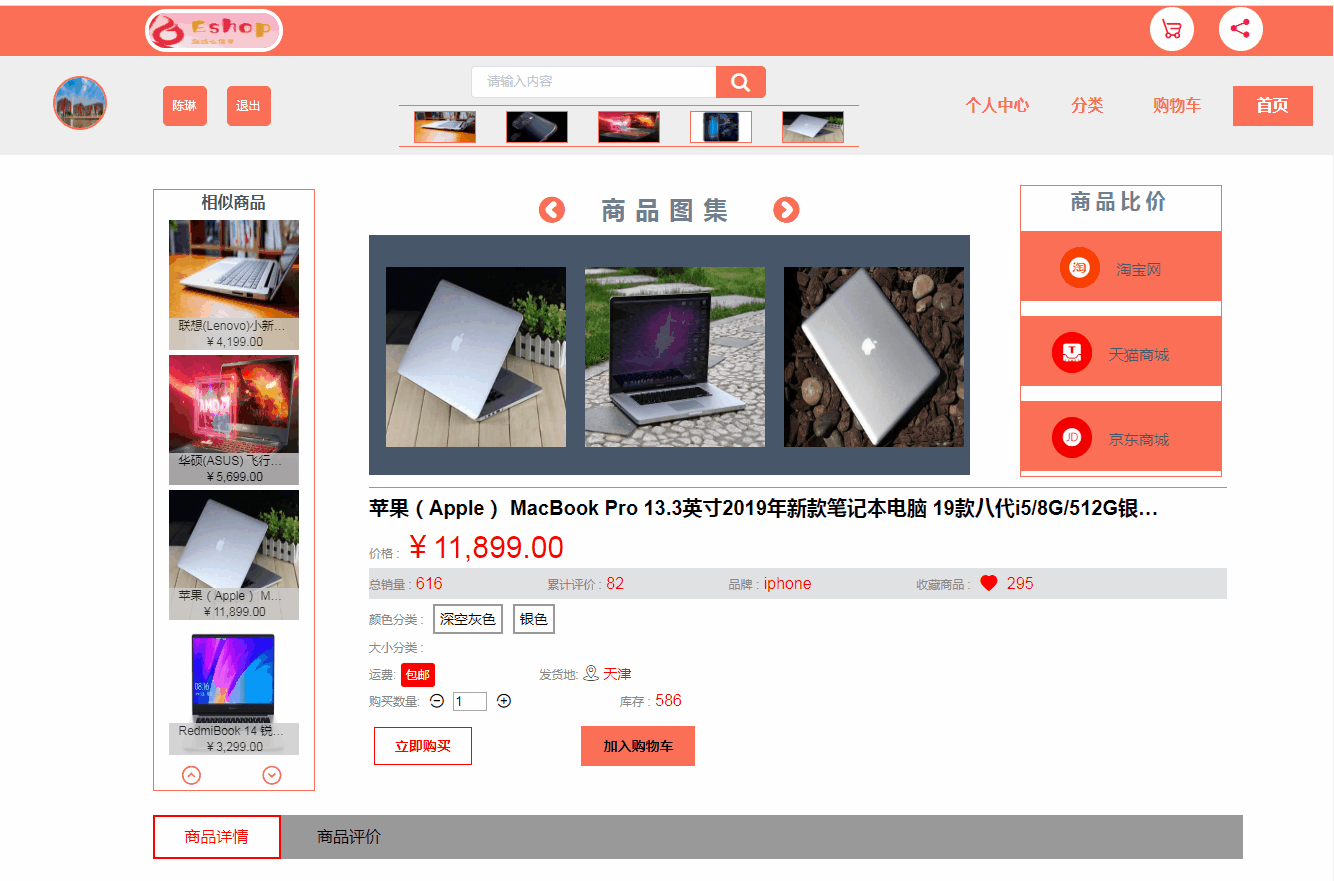 Eshop
请输入内容
陈琳
退出
个人中心
分类
购物车
首页
相似商品
联想(Lenovo)小新...
¥ 4,199.00
华硕(ASUS) 飞行...
¥ 5,699.00
苹果（Apple） M...
¥ 11,899.00
RedmiBook 14 锐...
¥ 3,299.00
商品图集
商品比价
淘
淘宝网
T
天猫商城
JD
京东商城
苹果（Apple） MacBook Pro 13.3英寸2019年新款笔记本电脑 19款八代i5/8G/512G银...
价格 : ¥ 11,899.00
总销量 : 616
累计评价 : 82
品牌 : iphone
收藏商品 : 295
颜色分类 : 深空灰色 银色
大小分类 :
运费: 包邮
发货地: 天津
购买数量: 1
库存 : 586
立即购买
加入购物车
商品详情
商品评价